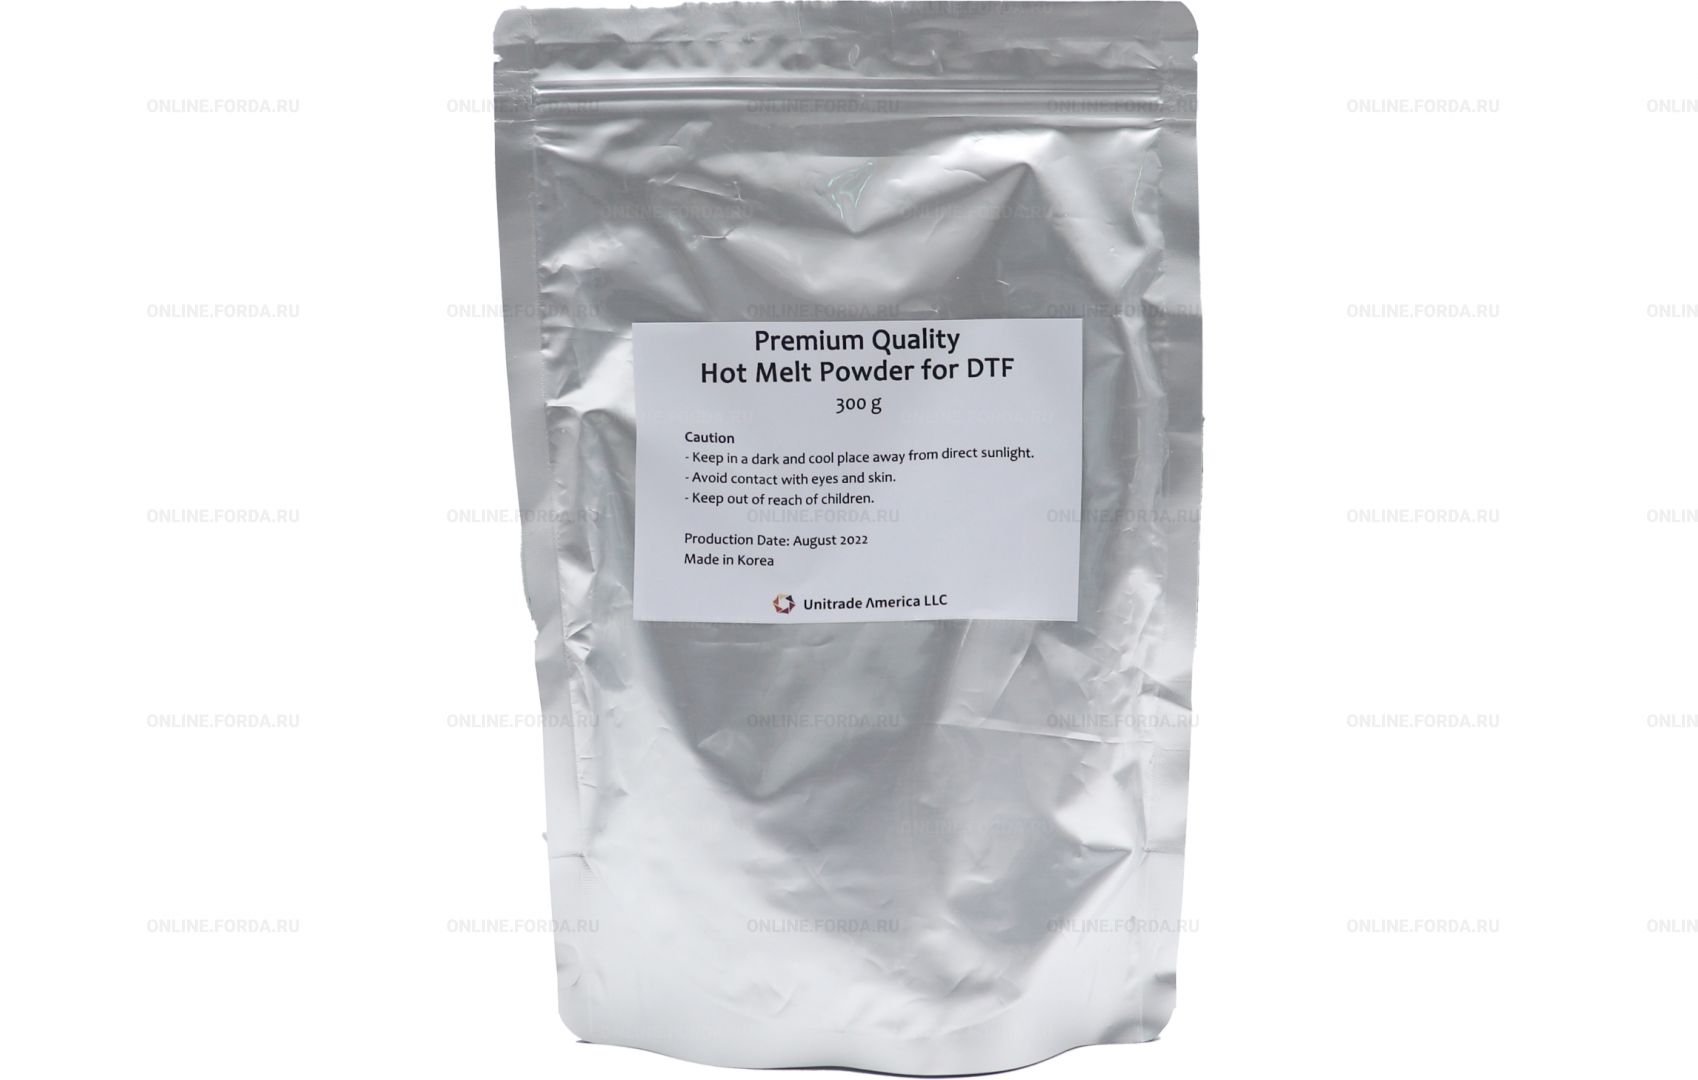 Premium Quality
Hot Melt Powder for DTF
300 g
Caution
- Keep in a dark and cool place away from direct sunlight.
- Avoid contact with eyes and skin.
- Keep out of reach of children.
Production Date: August 2022
Made in Korea
Unitrade America LLC
ONLINE.FORDA.RU